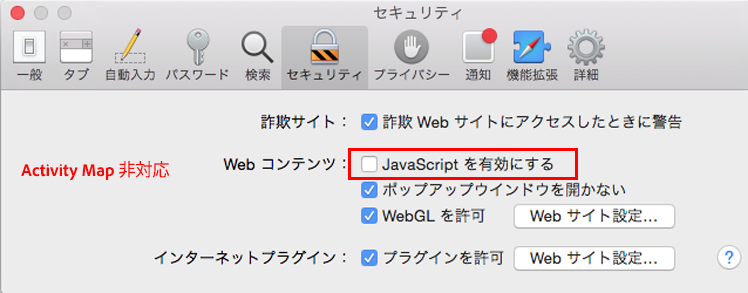 セキュリティ
一般 タブ 自動入力 パスワード 検索 セキュリティ プライバシー 通知 機能拡張 詳細
詐欺サイト： 詐欺 Web サイトにアクセスしたときに警告
Activity Map 非対応
Web コンテンツ： JavaScript を有効にする
ポップアップウインドウを開かない
WebGL を許可 Web サイト設定...
インターネットプラグイン： プラグインを許可 Web サイト設定... ?